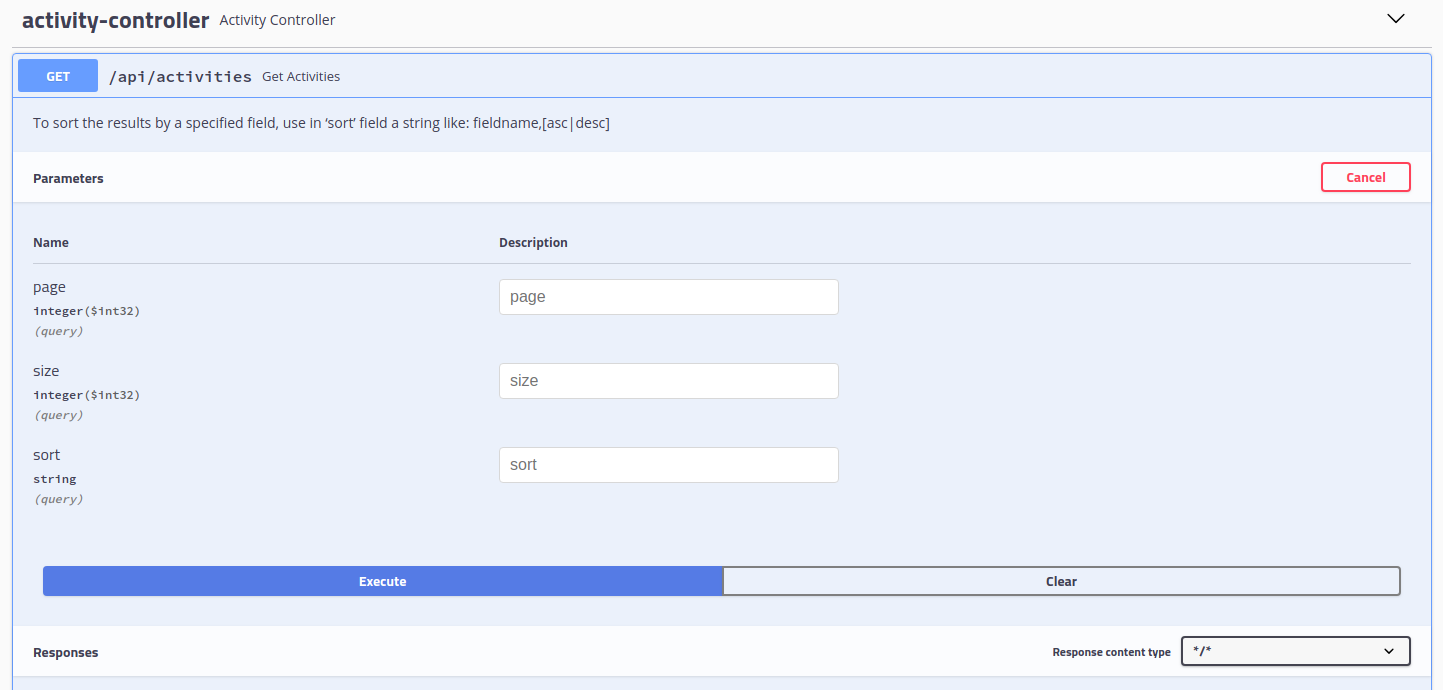 activity-controller Activity Controller
GET /api/activities Get Activities
To sort the results by a specified field, use in ‘sort’ field a string like: fieldname,[asc|desc]
Parameters Cancel
Name Description
page page
integer($int32)
(query)
size size
integer($int32)
(query)
sort sort
string
(query)
Execute Clear
Responses Response content type */*